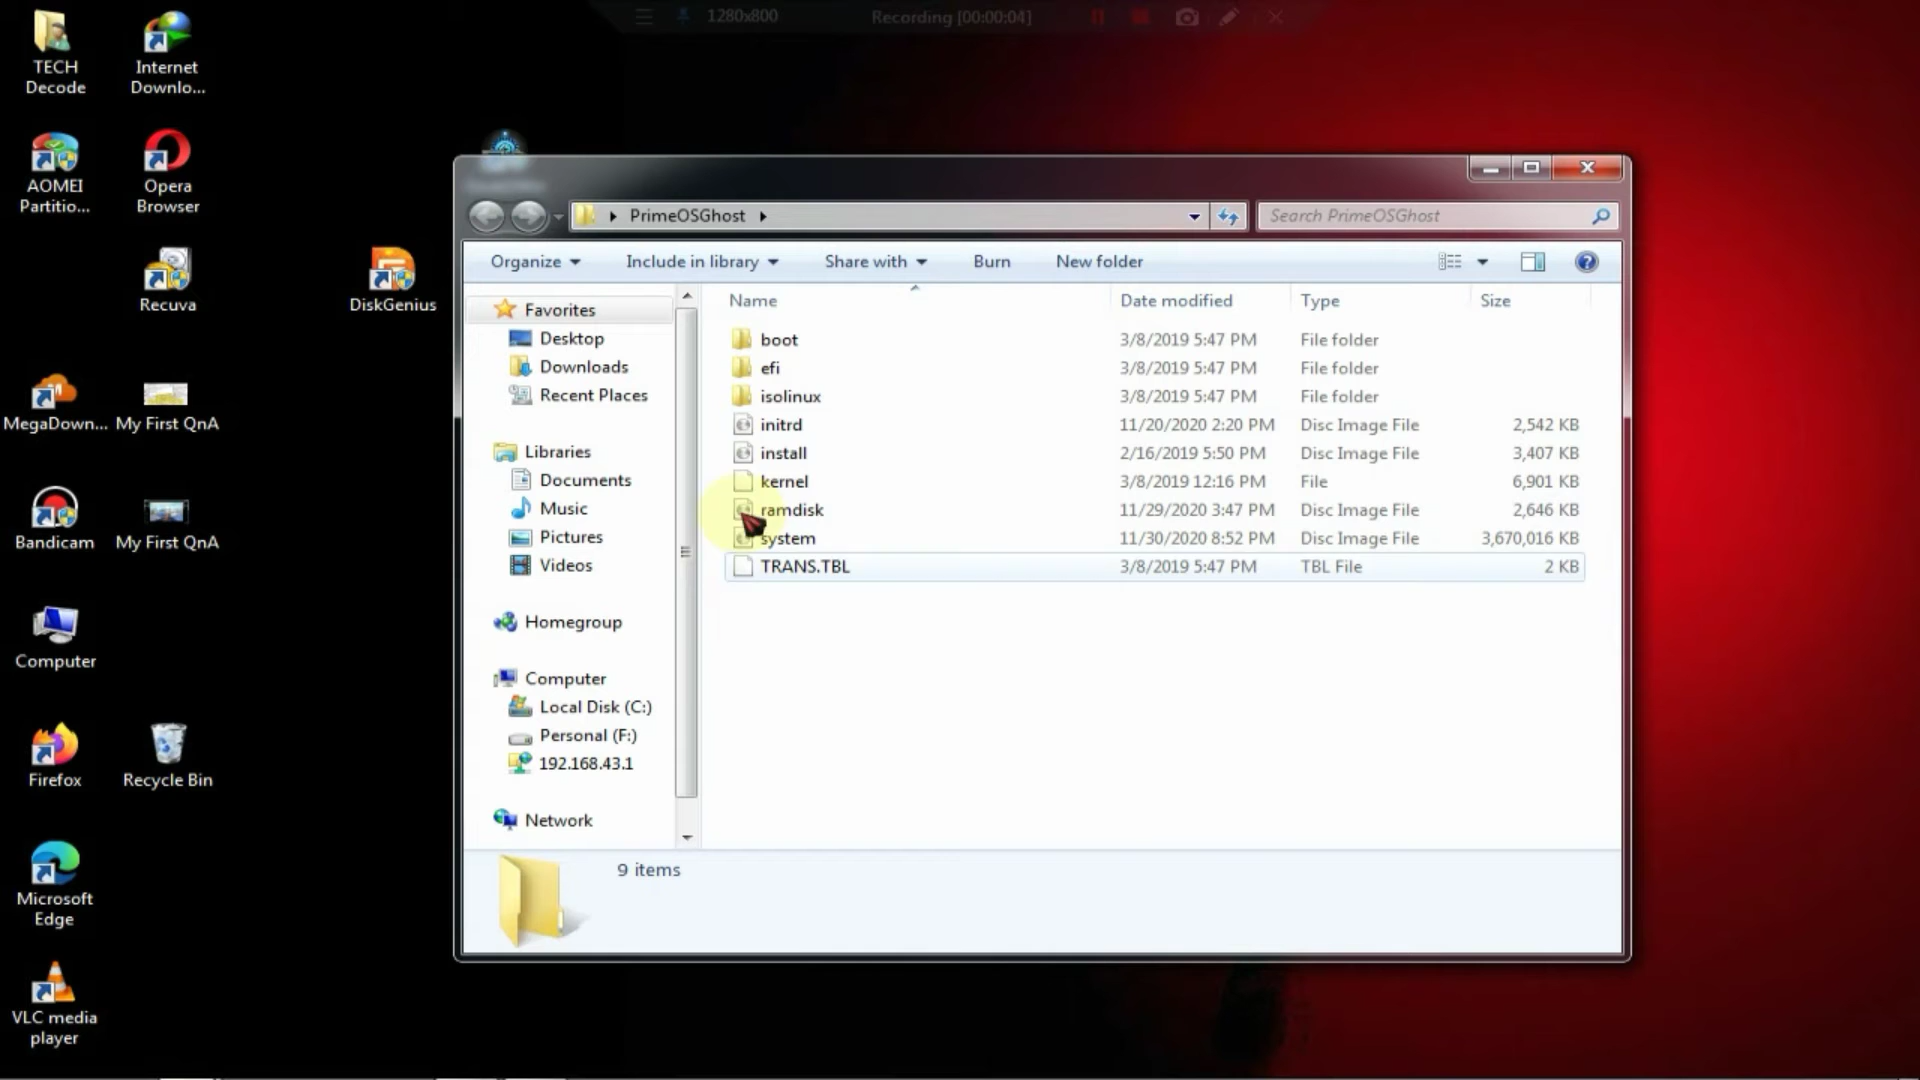 1280x800
Recording [00:00:04]
TECH
Decode
Internet
Downlo...
AOMEI
Partitio...
Opera
Browser
Recuva
DiskGenius
MegaDown...
My First QnA
Bandicam
My First QnA
Computer
Firefox
Recycle Bin
Microsoft
Edge
VLC media
player
PrimeOSGhost
Search PrimeOSGhost
Organize
Include in library
Share with
Burn
New folder
Favorites
Desktop
Downloads
Recent Places
Libraries
Documents
Music
Pictures
Videos
Homegroup
Computer
Local Disk (C:)
Personal (F:)
192.168.43.1
Network
Name Date modified Type Size
boot 3/8/2019 5:47 PM File folder
efi 3/8/2019 5:47 PM File folder
isolinux 3/8/2019 5:47 PM File folder
initrd 11/20/2020 2:20 PM Disc Image File 2,542 KB
install 2/16/2019 5:50 PM Disc Image File 3,407 KB
kernel 3/8/2019 12:16 PM File 6,901 KB
ramdisk 11/29/2020 3:47 PM Disc Image File 2,646 KB
system 11/30/2020 8:52 PM Disc Image File 3,670,016 KB
TRANS.TBL 3/8/2019 5:47 PM TBL File 2 KB
9 items